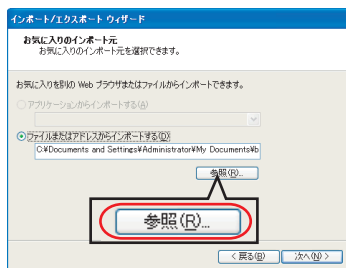 インポート/エクスポート ウィザード
お気に入りのインポート元
お気に入りのインポート元を選択できます。
お気に入りを別の Web ブラウザまたはファイルからインポートできます。
アプリケーションからインポートする(A)
ファイルまたはアドレスからインポートする(D)
C:¥Documents and Settings¥Administrator¥My Documents¥b
参照(R)...
参照(R)...
< 戻る(B)
次へ(N) >